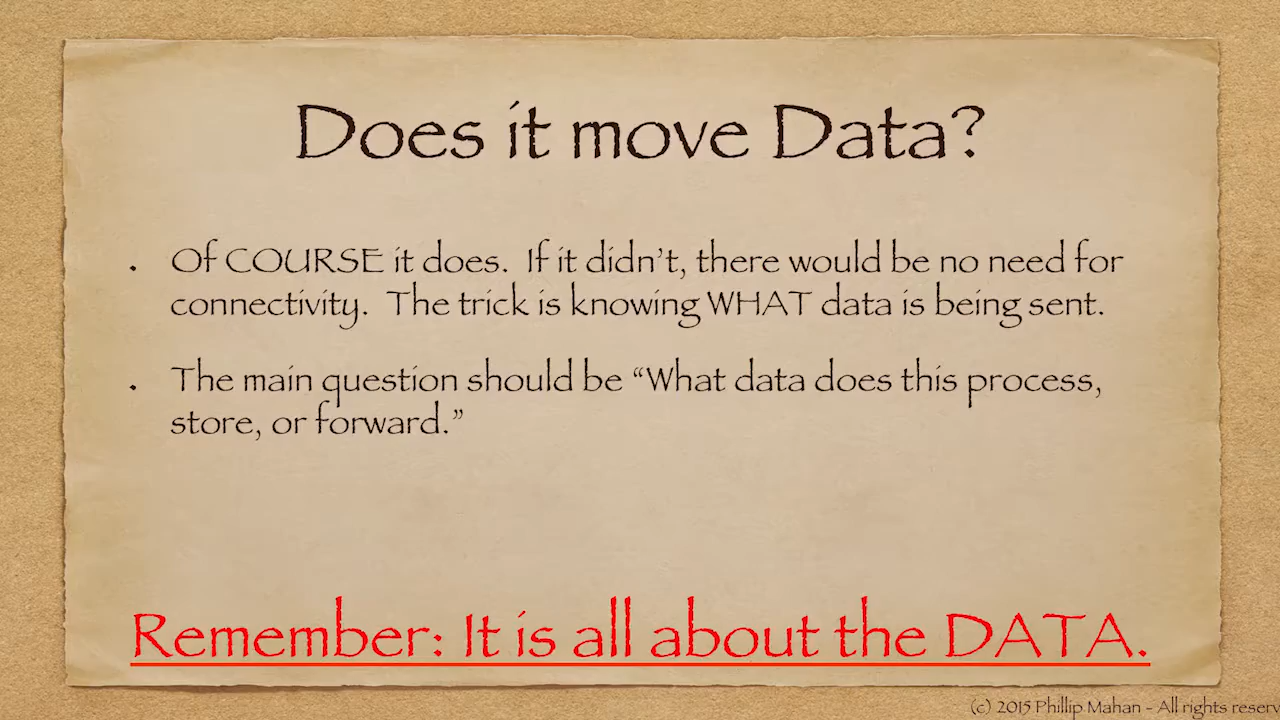 Does it move Data?
. Of COURSE it does. If it didn't, there would be no need for
connectivity. The trick is knowing WHAT data is being sent.
. The main question should be “What data does this process,
store, or forward.”
Remember: It is all about the DATA.
(c) 2015 Phillip Mahan - All rights reserv